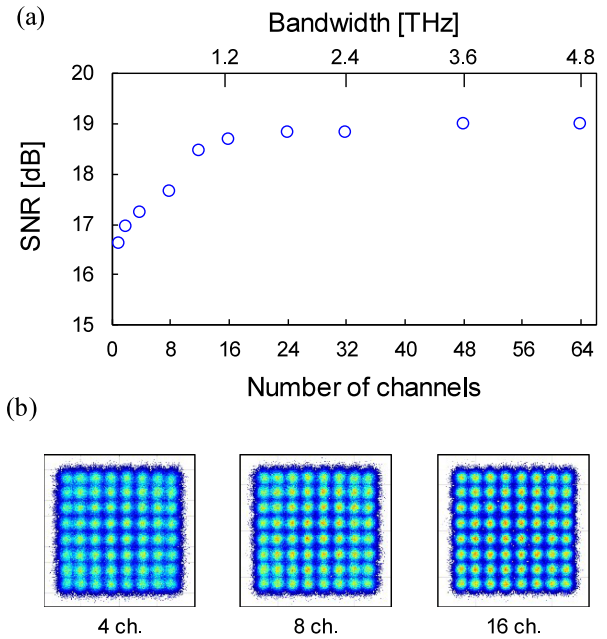 (a)
Bandwidth [THz]
1.2 2.4 3.6 4.8
20
19
18
17
16
15
SNR [dB]
0 8 16 24 32 40 48 56 64
Number of channels
(b)
4 ch. 8 ch. 16 ch.